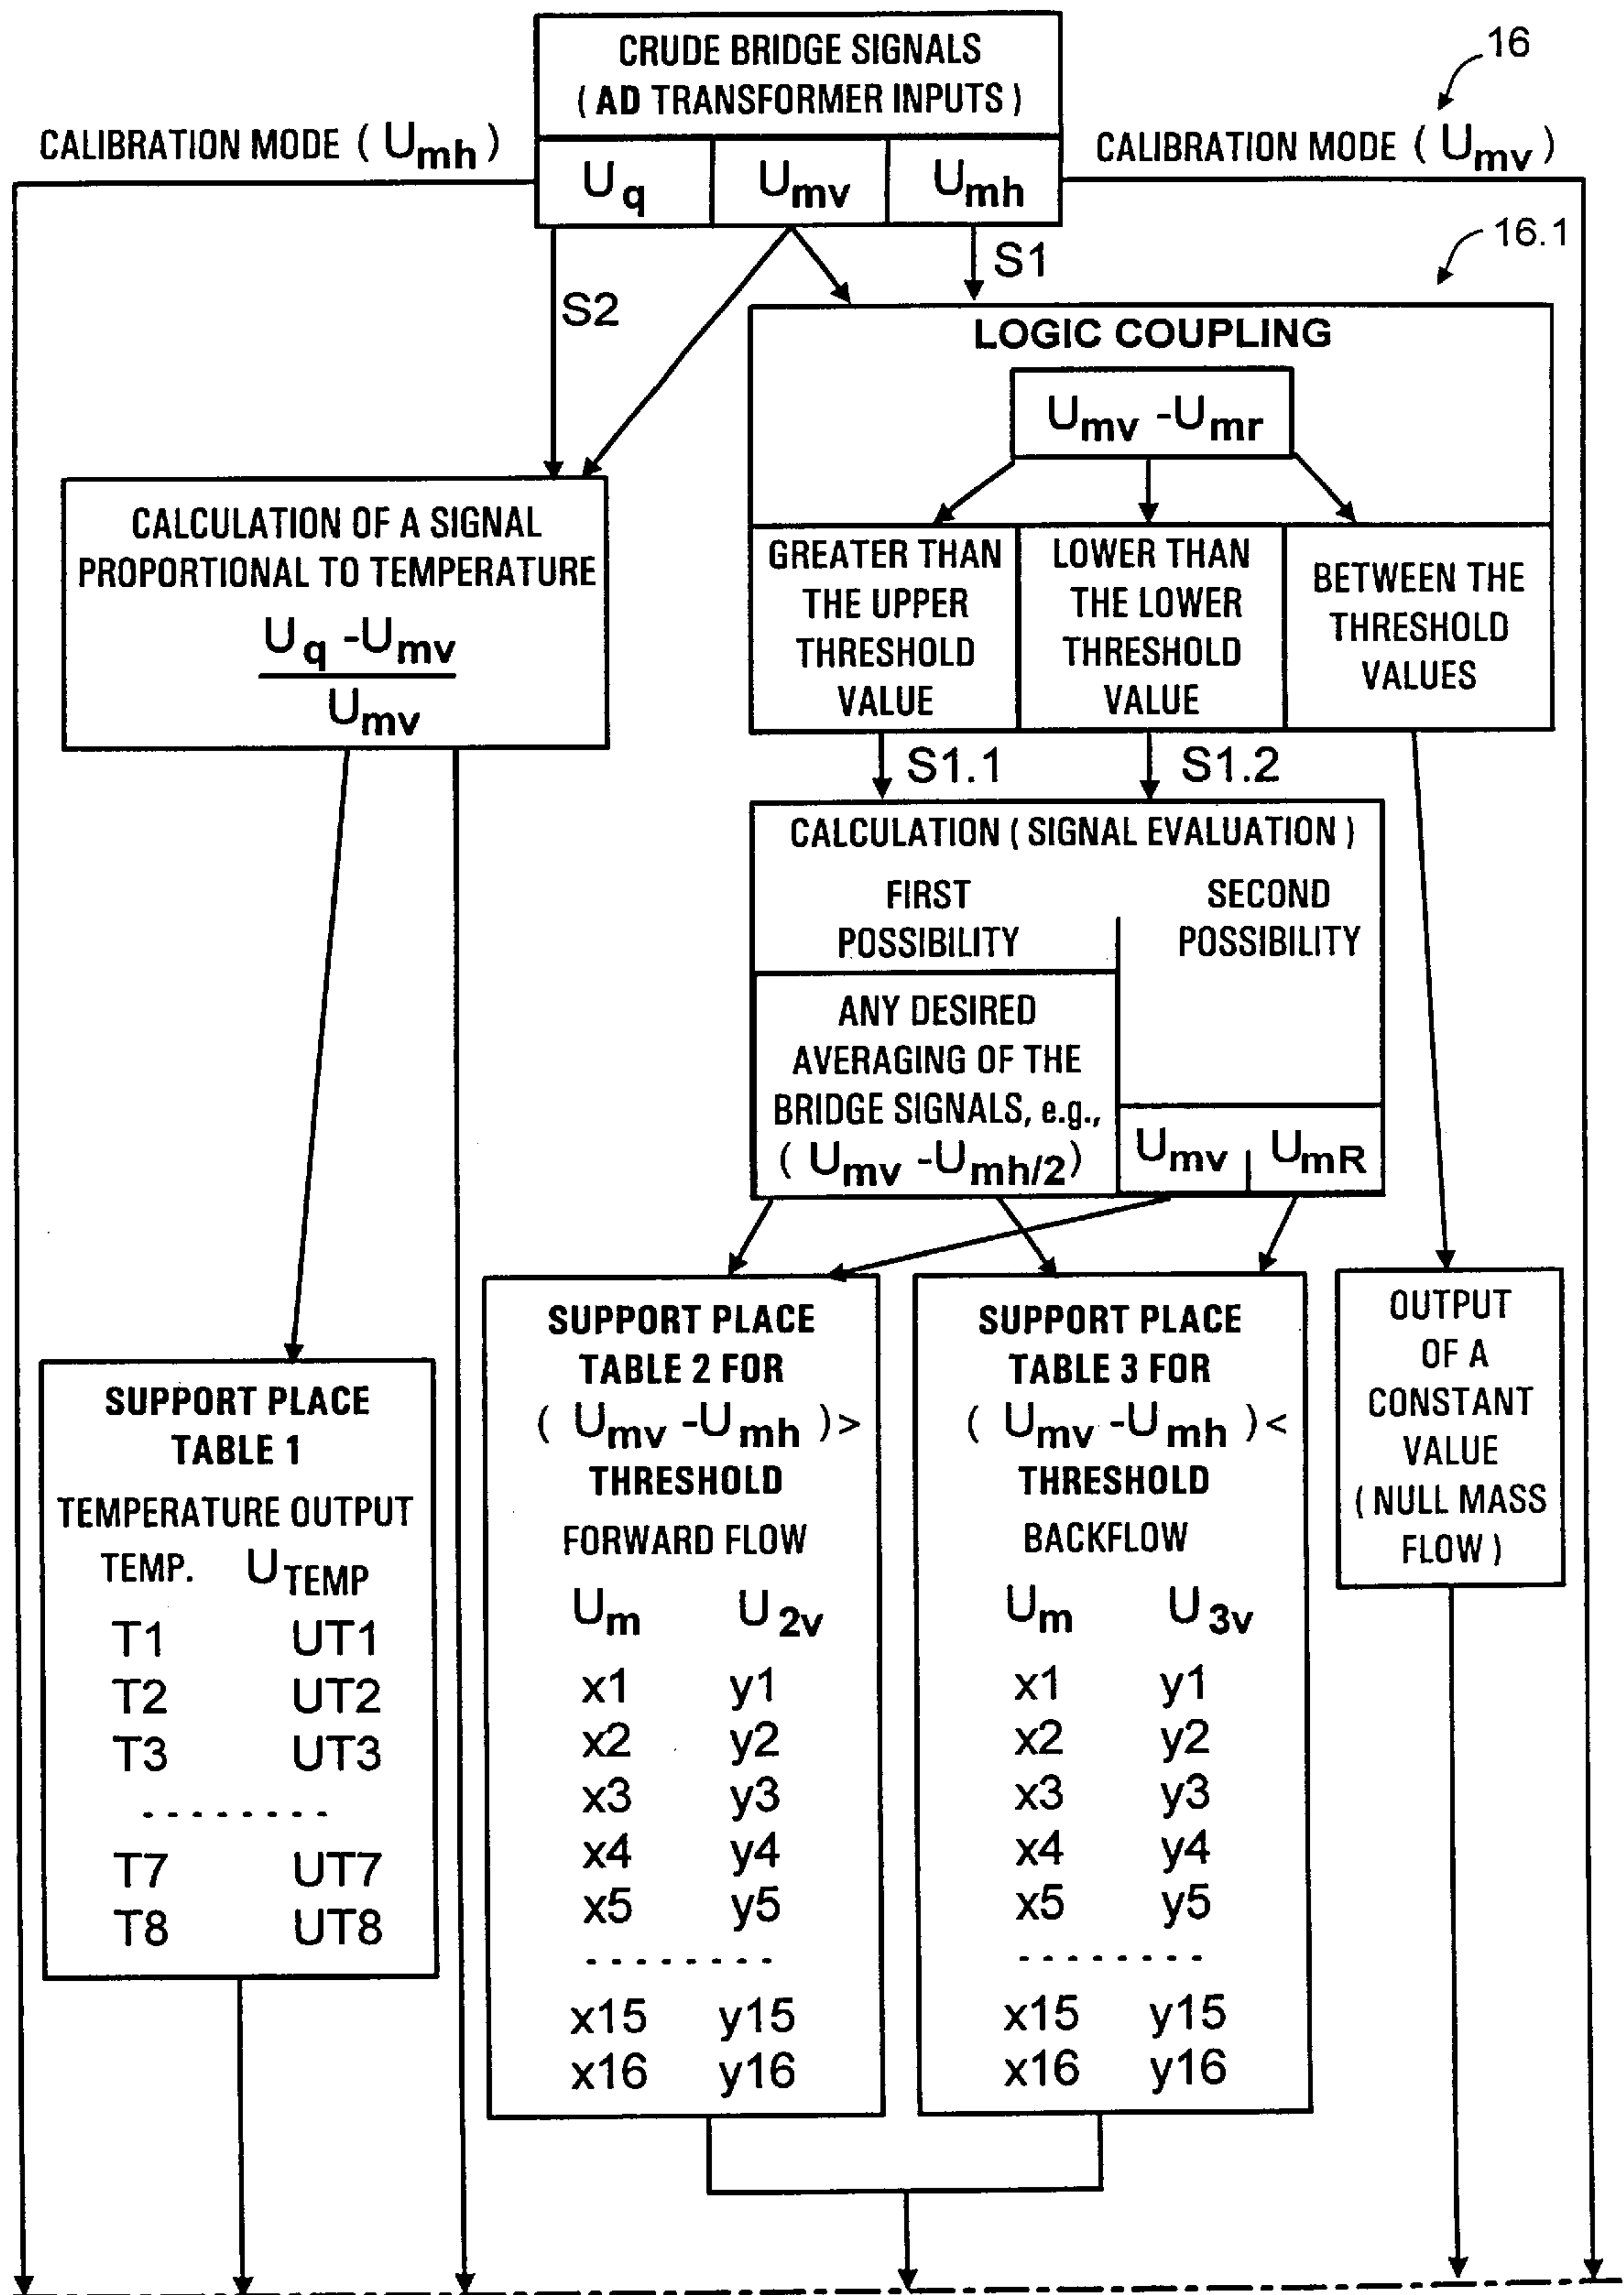 CRUDE BRIDGE SIGNALS
( AD TRANSFORMER INPUTS )
16
CALIBRATION MODE ( Umh )
CALIBRATION MODE ( Umv )
Uq Umv Umh
16.1
S1
S2
LOGIC COUPLING
Umv -Umr
CALCULATION OF A SIGNAL
PROPORTIONAL TO TEMPERATURE
Uq -Umv
Umv
GREATER THAN
THE UPPER
THRESHOLD
VALUE
LOWER THAN
THE LOWER
THRESHOLD
VALUE
BETWEEN THE
THRESHOLD
VALUES
S1.1
S1.2
CALCULATION ( SIGNAL EVALUATION )
FIRST
POSSIBILITY
SECOND
POSSIBILITY
ANY DESIRED
AVERAGING OF THE
BRIDGE SIGNALS, e.g.,
( Umv -Umh/2)
Umv UmR
SUPPORT PLACE
TABLE 1
TEMPERATURE OUTPUT
TEMP. UTEMP
T1 UT1
T2 UT2
T3 UT3
- - - - - - - -
T7 UT7
T8 UT8
SUPPORT PLACE
TABLE 2 FOR
( Umv -Umh )>
THRESHOLD
FORWARD FLOW
Um U2v
x1 y1
x2 y2
x3 y3
x4 y4
x5 y5
- - - - - - - -
x15 y15
x16 y16
SUPPORT PLACE
TABLE 3 FOR
( Umv -Umh )<
THRESHOLD
BACKFLOW
Um U3v
x1 y1
x2 y2
x3 y3
x4 y4
x5 y5
- - - - - - - -
x15 y15
x16 y16
OUTPUT
OF A
CONSTANT
VALUE
( NULL MASS
FLOW )